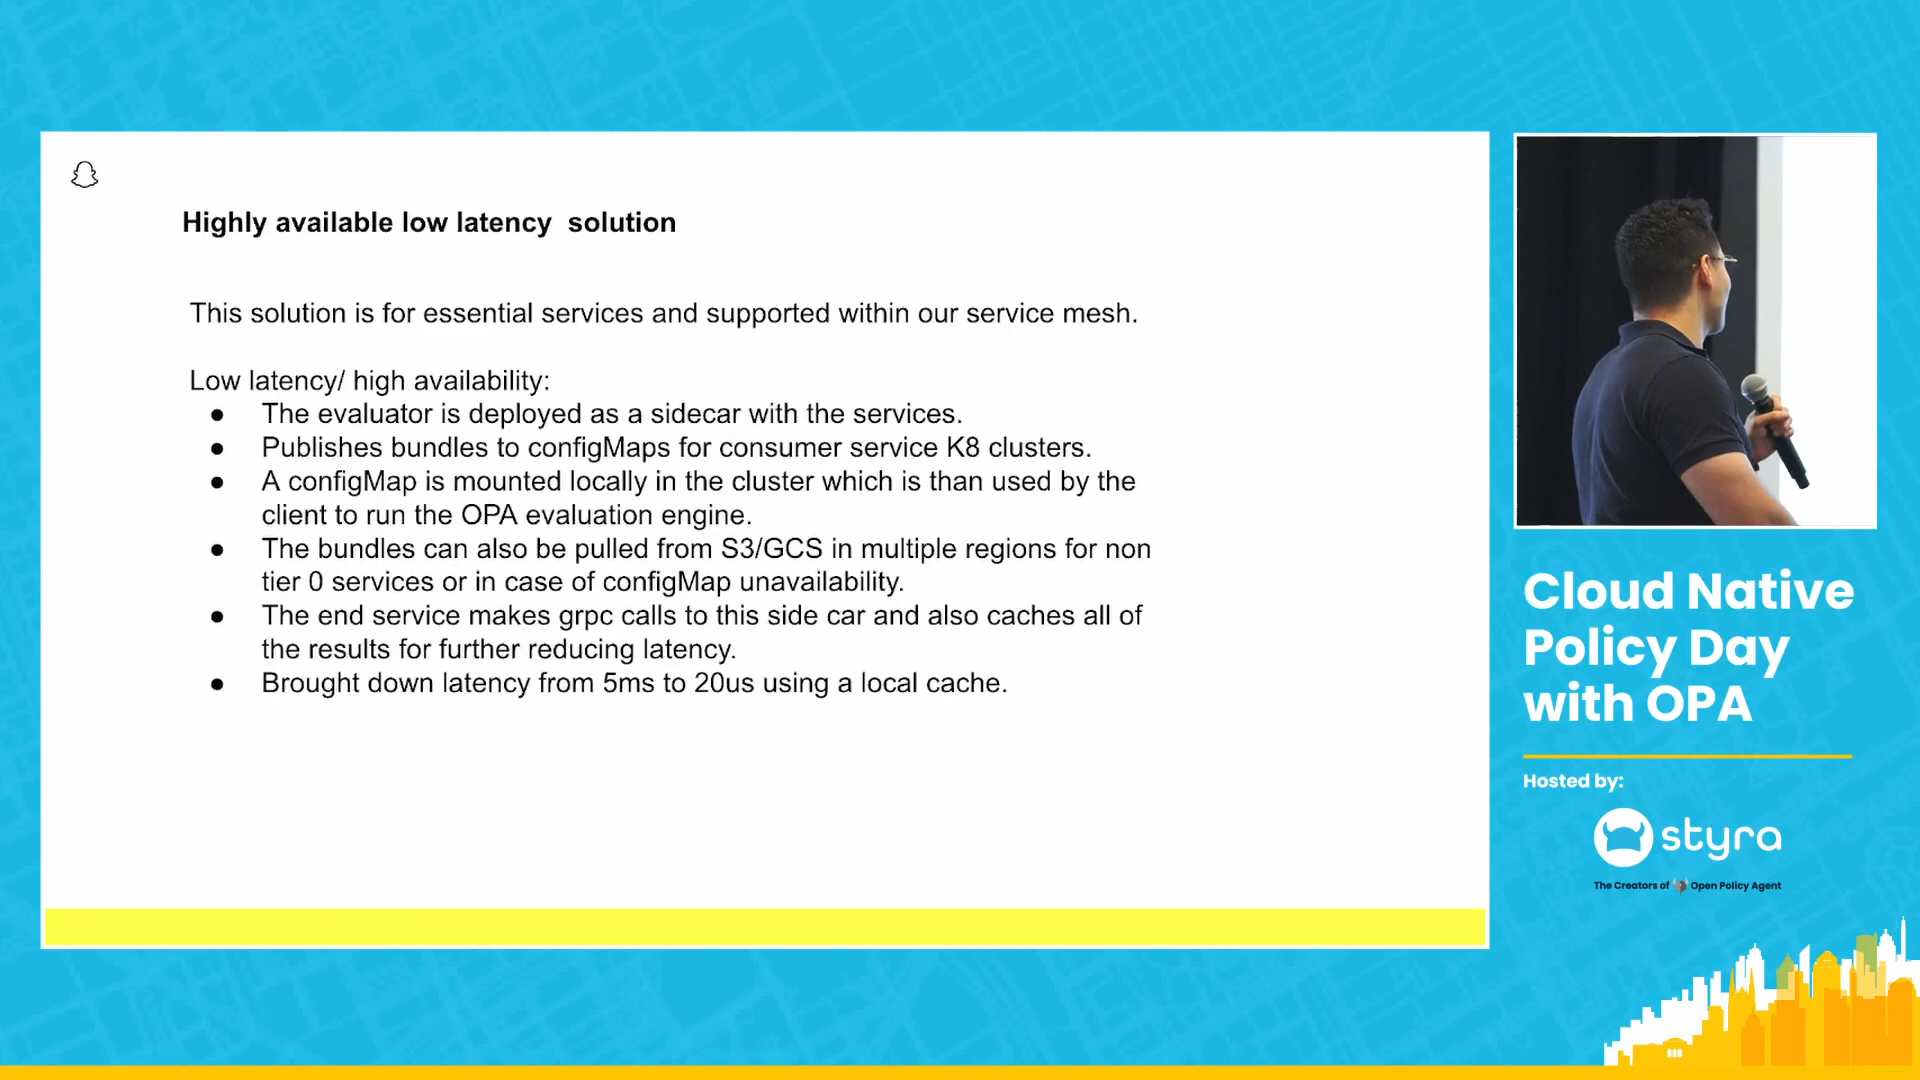 Highly available low latency  solution
This solution is for essential services and supported within our service mesh.
Low latency/ high availability:
● The evaluator is deployed as a sidecar with the services.
● Publishes bundles to configMaps for consumer service K8 clusters.
● A configMap is mounted locally in the cluster which is than used by the
client to run the OPA evaluation engine.
● The bundles can also be pulled from S3/GCS in multiple regions for non
tier 0 services or in case of configMap unavailability.
● The end service makes grpc calls to this side car and also caches all of
the results for further reducing latency.
● Brought down latency from 5ms to 20us using a local cache.
Cloud Native
Policy Day
with OPA
Hosted by:
styra
The Creators of Open Policy Agent